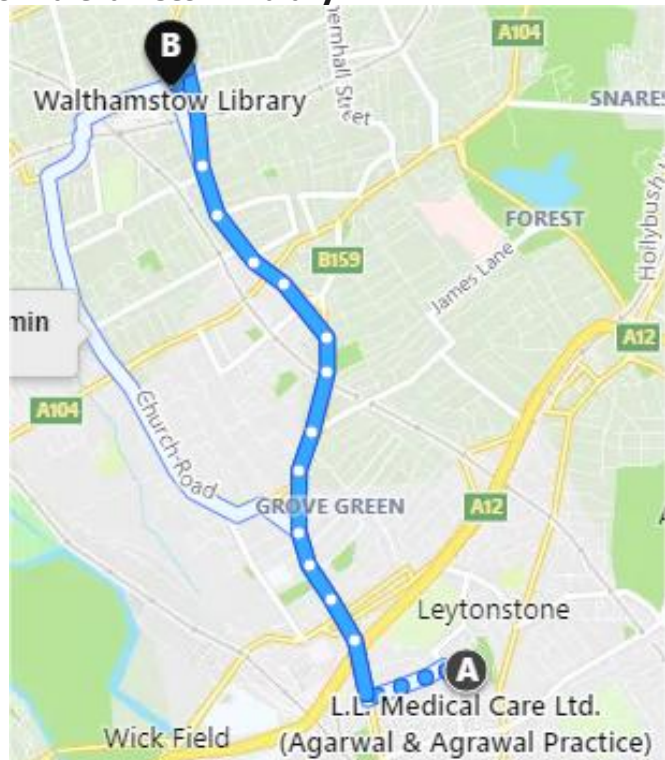 B
Walthamstow Library
A104
SNARES
FOREST
B159
James Lane
Hollybush
A12
min
A104
Church Road
GROVE GREEN
A12
Leytonstone
A
L.L. Medical Care Ltd.
(Agarwal & Agrawal Practice)
Wick Field